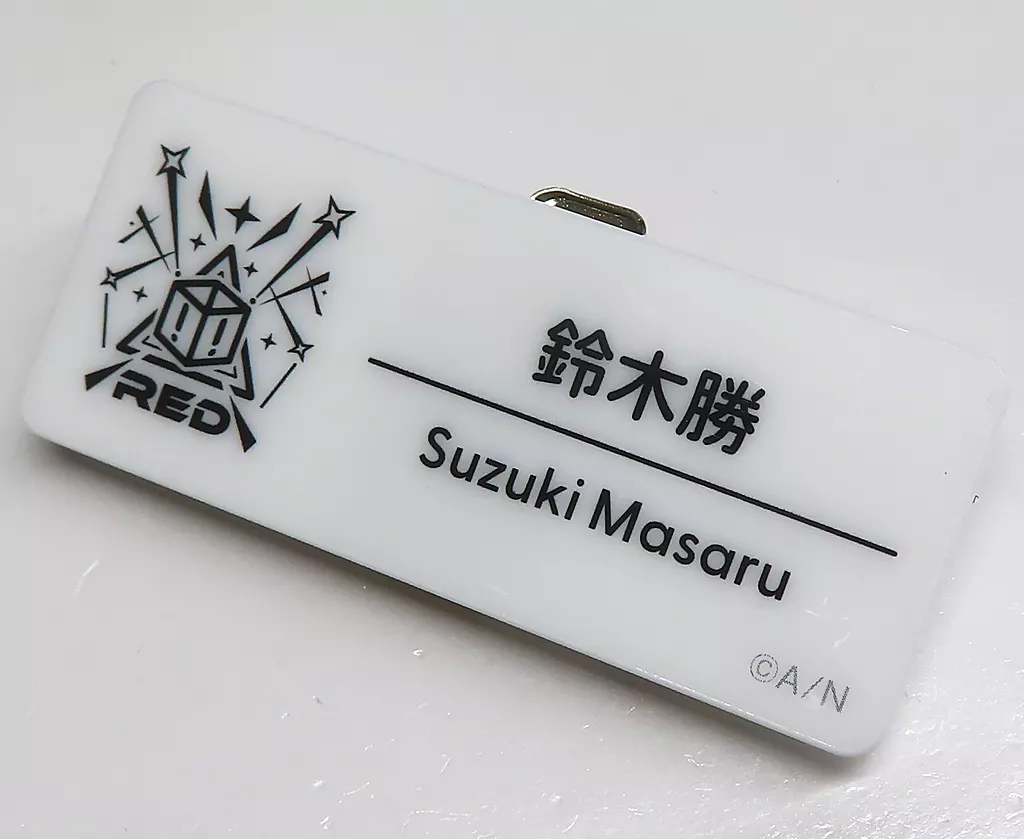 RED
鈴木勝
Suzuki Masaru
©A/N